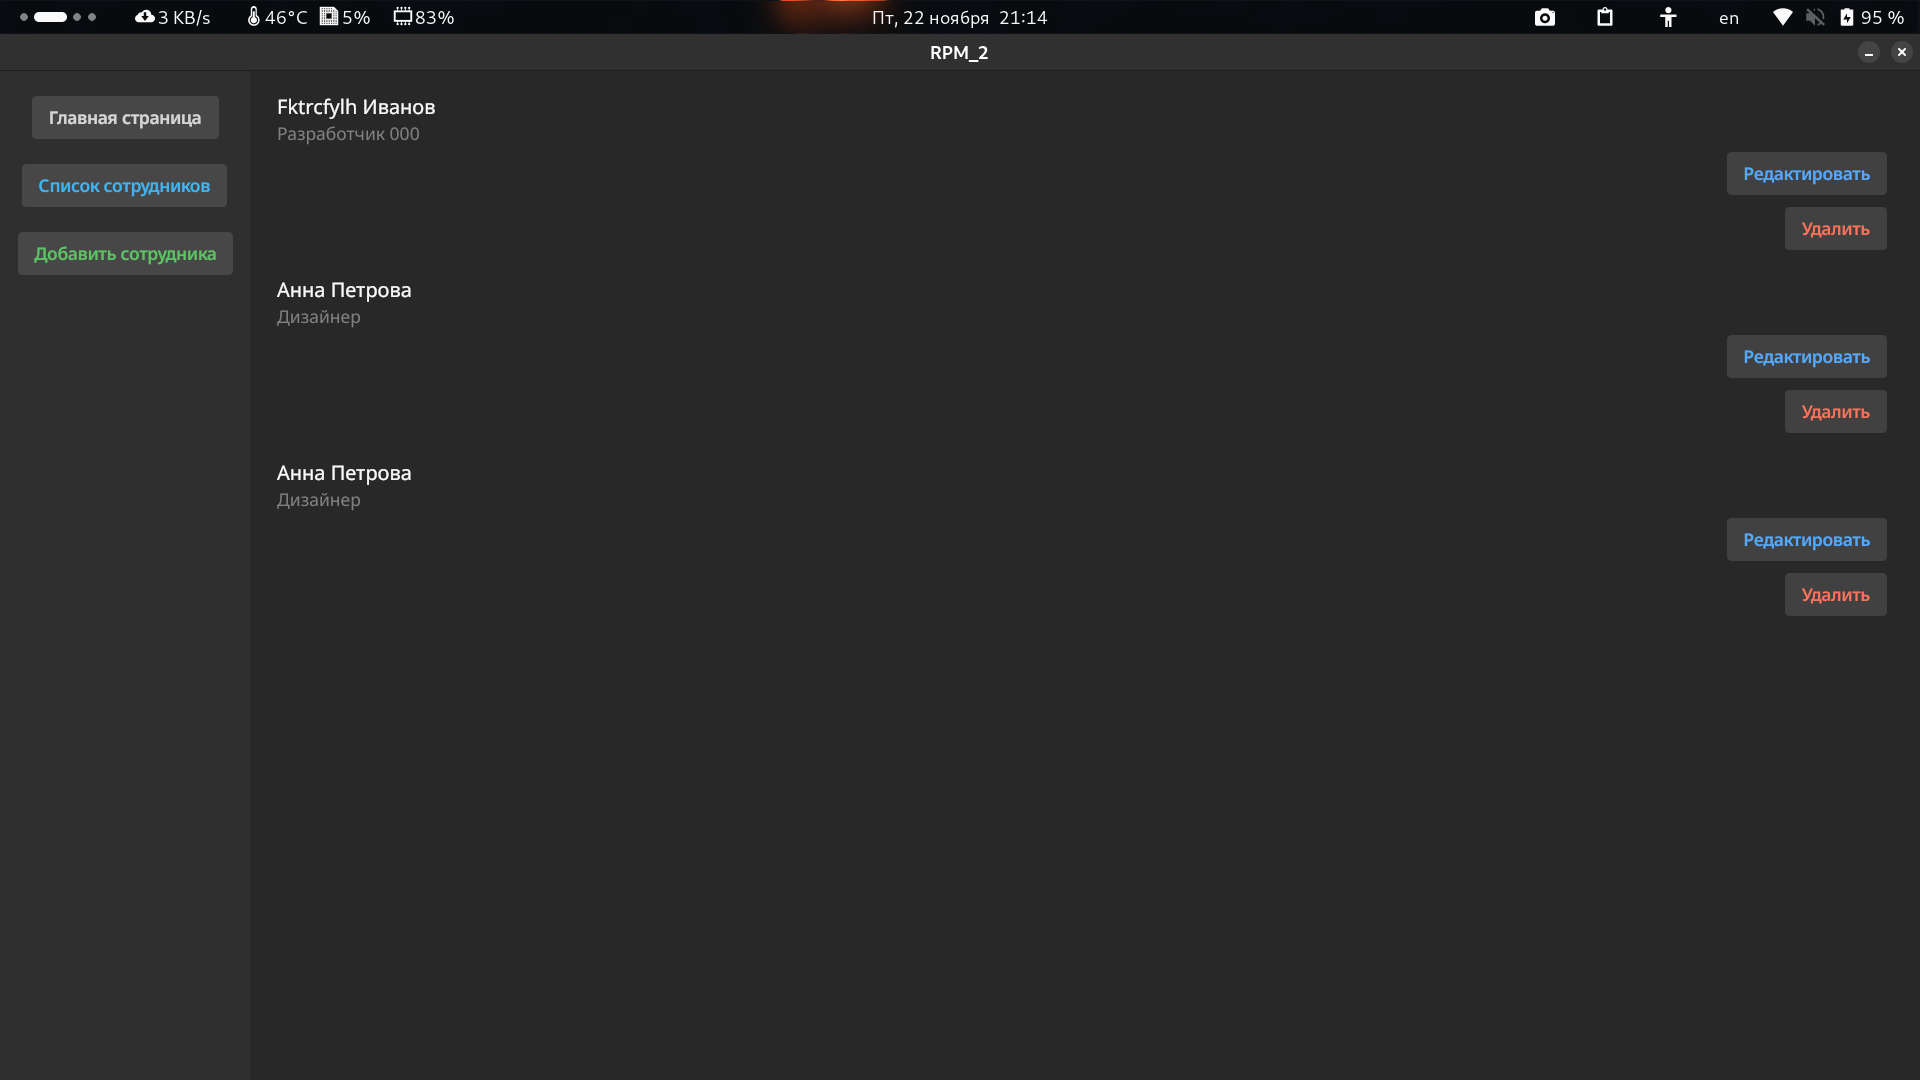 3 KB/s 46°C 5% 83% Пт, 22 ноября 21:14 en 95 %
RPM_2
Главная страница
Список сотрудников
Добавить сотрудника
Fktrcfylh Иванов
Разработчик 000
Редактировать
Удалить
Анна Петрова
Дизайнер
Редактировать
Удалить
Анна Петрова
Дизайнер
Редактировать
Удалить